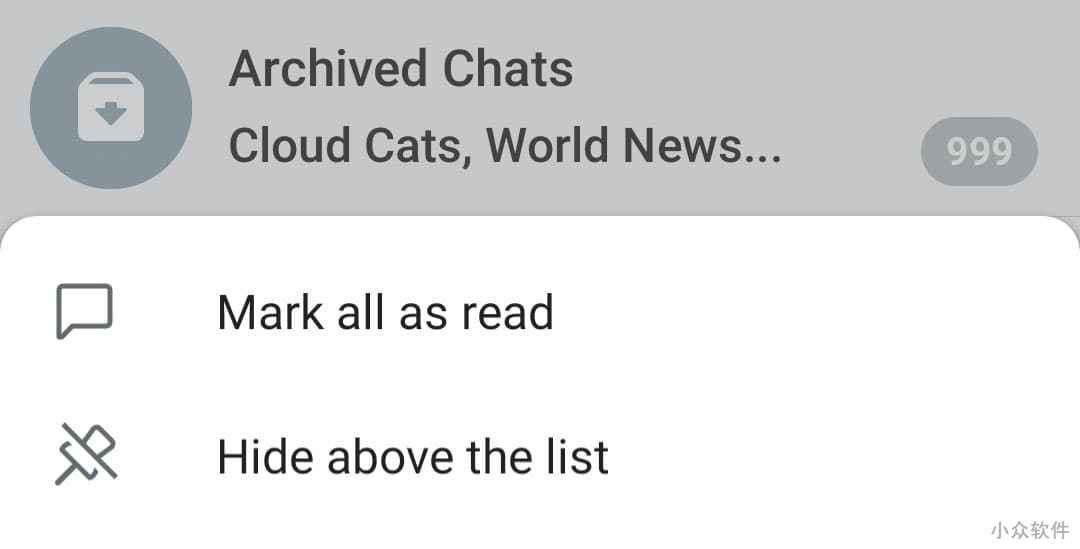 Archived Chats
Cloud Cats, World News...
999
Mark all as read
Hide above the list
小众软件